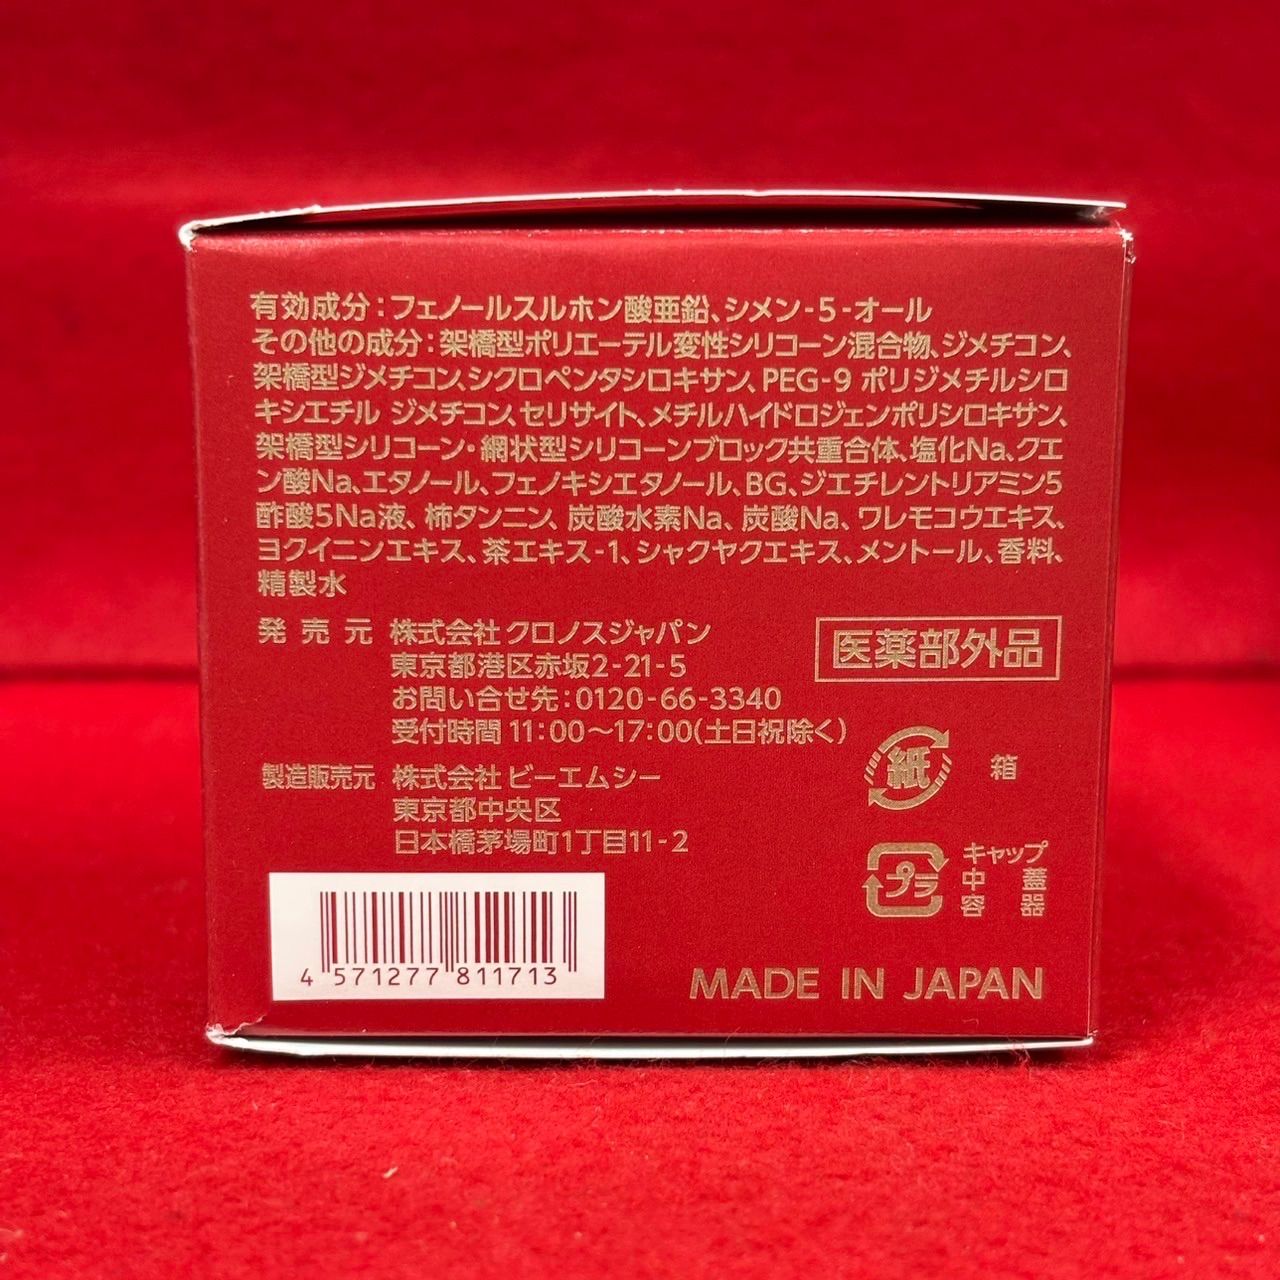 有効成分：フェノールスルホン酸亜鉛、シメン-5-オール
その他の成分：架橋型ポリエーテル変性シリコーン混合物、ジメチコン、
架橋型ジメチコン、シクロペンタシロキサン、PEG-9 ポリジメチルシロ
キシエチル ジメチコン、セリサイト、メチルハイドロジェンポリシロキサン、
架橋型シリコーン・網状型シリコーンブロック共重合体、塩化Na、クエ
ン酸Na、エタノール、フェノキシエタノール、BG、ジエチレントリアミン5
酢酸5Na液、柿タンニン、炭酸水素Na、炭酸Na、ワレモコウエキス、
ヨクイニンエキス、茶エキス-1、シャクヤクエキス、メントール、香料、
精製水
発売元 株式会社クロノスジャパン
東京都港区赤坂2-21-5
お問い合せ先：0120-66-3340
受付時間 11：00〜17：00（土日祝除く）
医薬部外品
製造販売元 株式会社 ビーエムシー
東京都中央区
日本橋茅場町1丁目11-2
紙 箱
プラ キャップ
中蓋
容器
4 571277 811713
MADE IN JAPAN